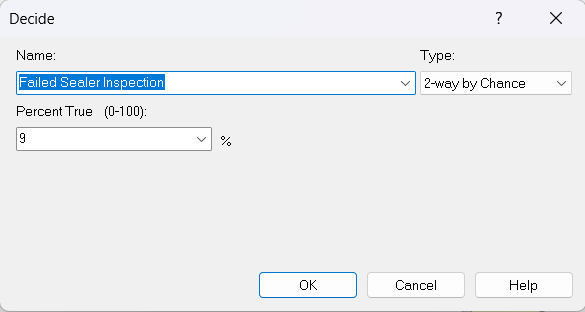 Decide
Name: Type:
Failed Sealer Inspection 2-way by Chance
Percent True (0-100):
9 %
OK Cancel Help